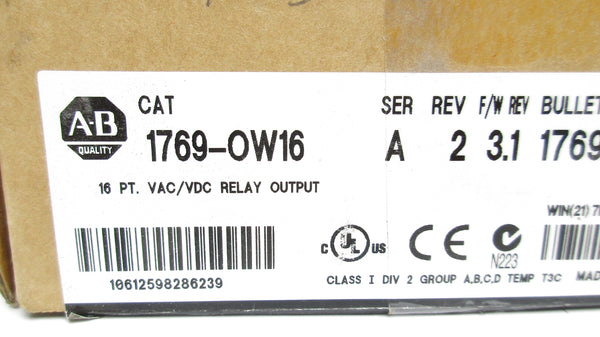 CAT SER REV F/W REV BULLET
A-B
QUALITY
1769-OW16 A 2 3.1 1769
16 PT. VAC/VDC RELAY OUTPUT
WIN(21)
C UL US CE N223
10612598286239
CLASS I DIV 2 GROUP A,B,C,D TEMP T3C MAD